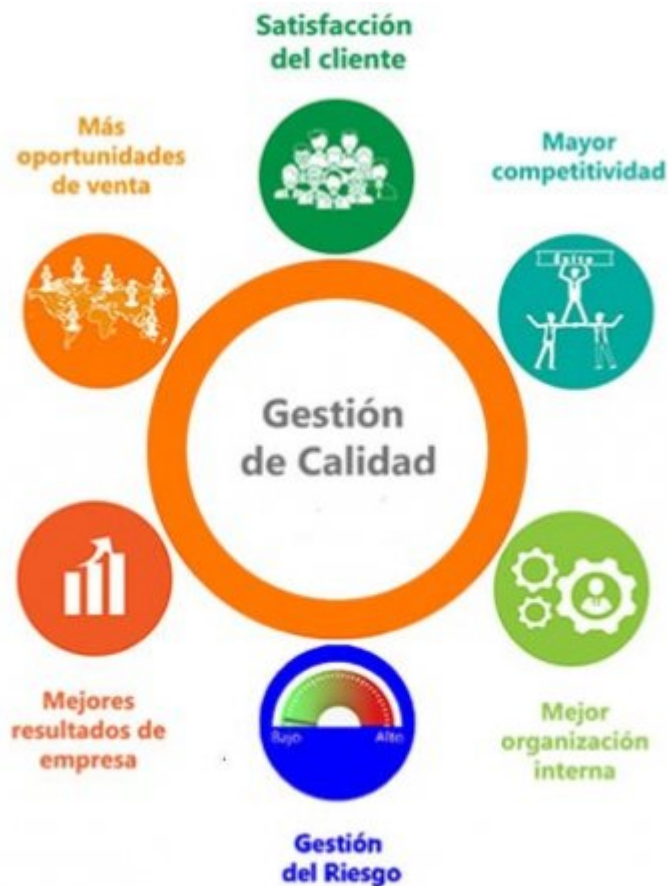 Satisfacción
del cliente
Más
oportunidades
de venta
Mayor
competitividad
Éxito
Gestión
de Calidad
Mejores
resultados de
empresa
Bajo
Alto
Mejor
organización
interna
Gestión
del Riesgo